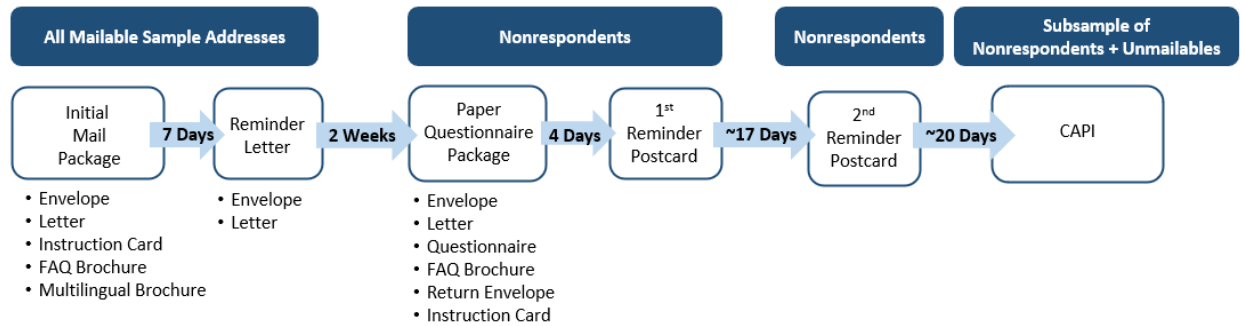 All Mailable Sample Addresses
Nonrespondents
Nonrespondents
Subsample of
Nonrespondents + Unmailables
Initial
Mail
Package
7 Days
Reminder
Letter
2 Weeks
Paper
Questionnaire
Package
4 Days
1st
Reminder
Postcard
~17 Days
2nd
Reminder
Postcard
~20 Days
CAPI
• Envelope
• Letter
• Instruction Card
• FAQ Brochure
• Multilingual Brochure
• Envelope
• Letter
• Envelope
• Letter
• Questionnaire
• FAQ Brochure
• Return Envelope
• Instruction Card